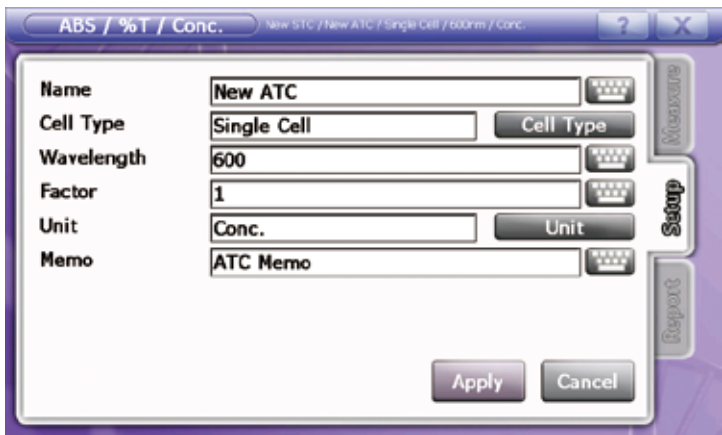 ABS / %T / Conc. New STC / New ATC / Single Cell / 600nm / Conc. ? X
Name New ATC
Cell Type Single Cell Cell Type
Wavelength 600
Factor 1
Unit Conc. Unit
Memo ATC Memo
Apply Cancel
Measure
Setup
Report